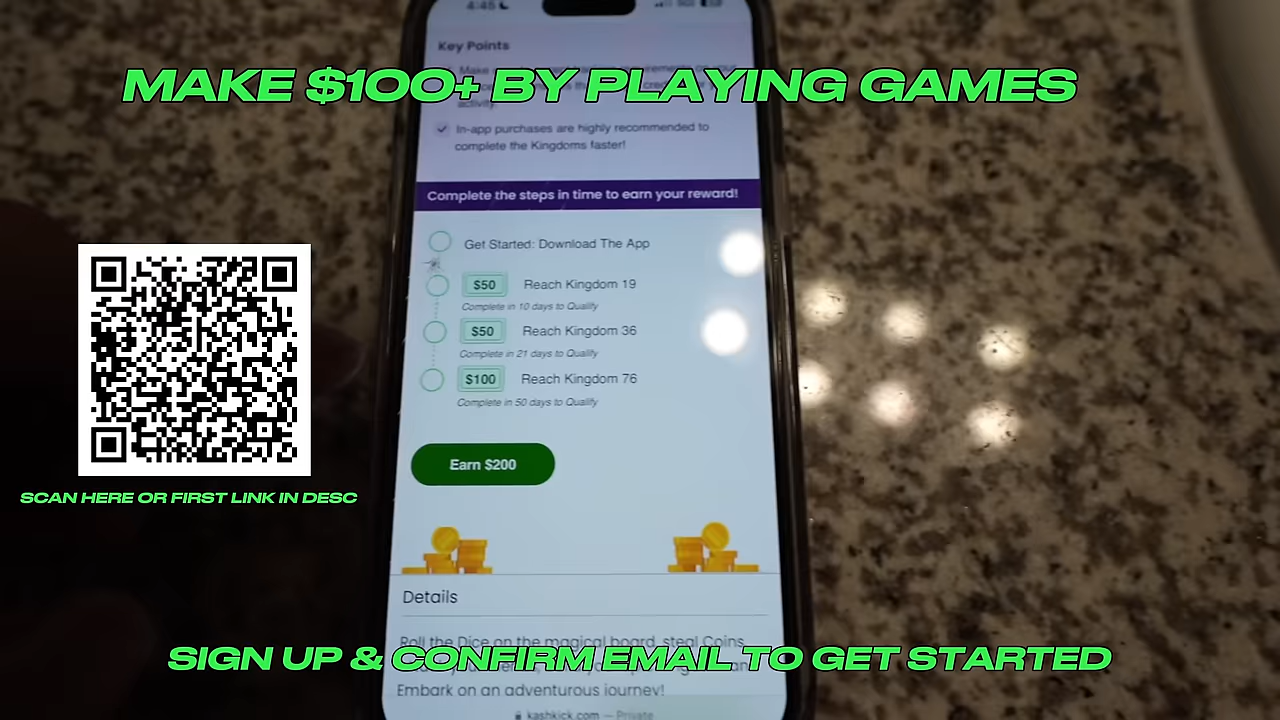 4:45
Key Points
MAKE $100+ BY PLAYING GAMES
activity.
In-app purchases are highly recommended to
complete the Kingdoms faster!
Complete the steps in time to earn your reward!
Get Started: Download The App
$50 Reach Kingdom 19
Complete in 10 days to Qualify
$50 Reach Kingdom 36
Complete in 21 days to Qualify
$100 Reach Kingdom 76
Complete in 50 days to Qualify
SCAN HERE OR FIRST LINK IN DESC
Earn $200
Details
Roll the Dice on the magical board, steal Coins
SIGN UP & CONFIRM EMAIL TO GET STARTED
Embark on an adventurous journey!
kashkick.com — Private